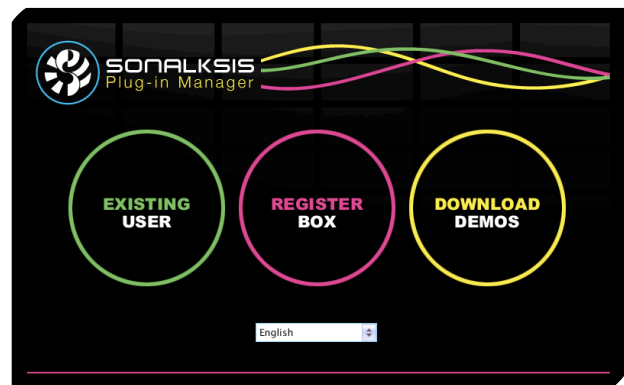 SONALKSIS
Plug-in Manager
EXISTING
USER
REGISTER
BOX
DOWNLOAD
DEMOS
English